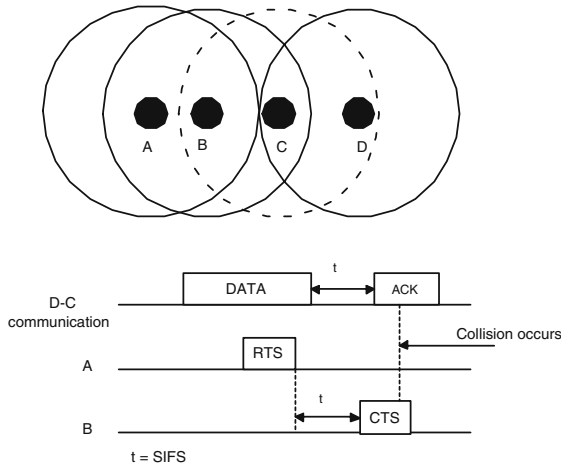 A
B
C
D
t
DATA
ACK
D-C
communication
Collision occurs
RTS
A
t
CTS
B
t = SIFS